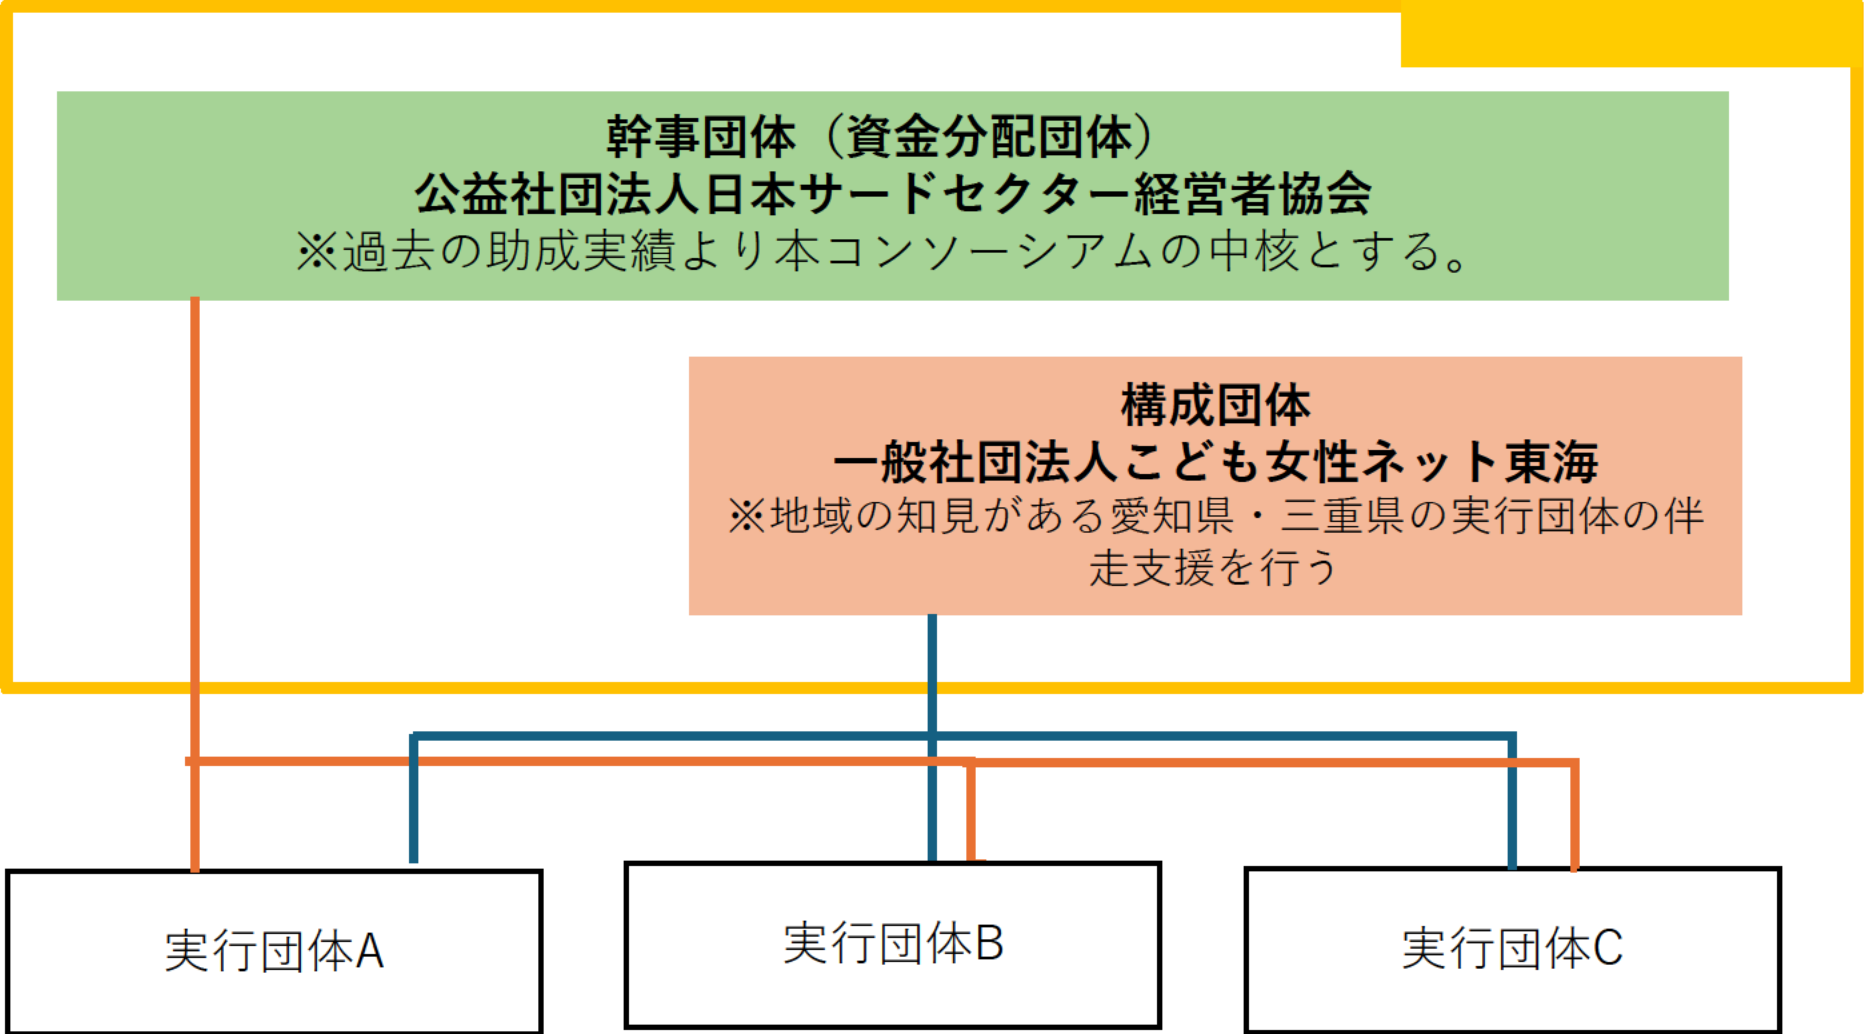 幹事団体（資金分配団体）
公益社団法人日本サードセクター経営者協会
※過去の助成実績より本コンソーシアムの中核とする。
構成団体
一般社団法人こども女性ネット東海
※地域の知見がある愛知県・三重県の実行団体の伴
走支援を行う
実行団体A
実行団体B
実行団体C